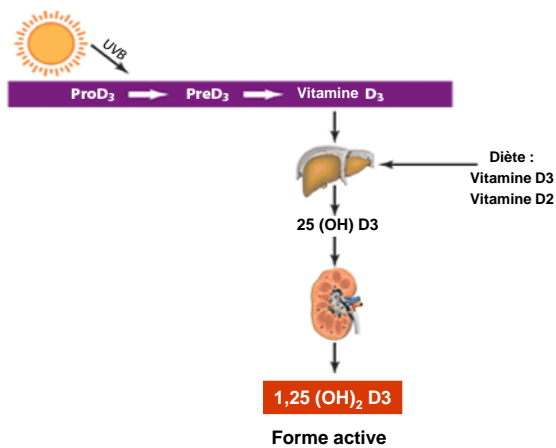 UVB
ProD₃ PreD₃ Vitamine D₃
Diète :
Vitamine D3
Vitamine D2
25 (OH) D3
1,25 (OH)₂ D3
Forme active